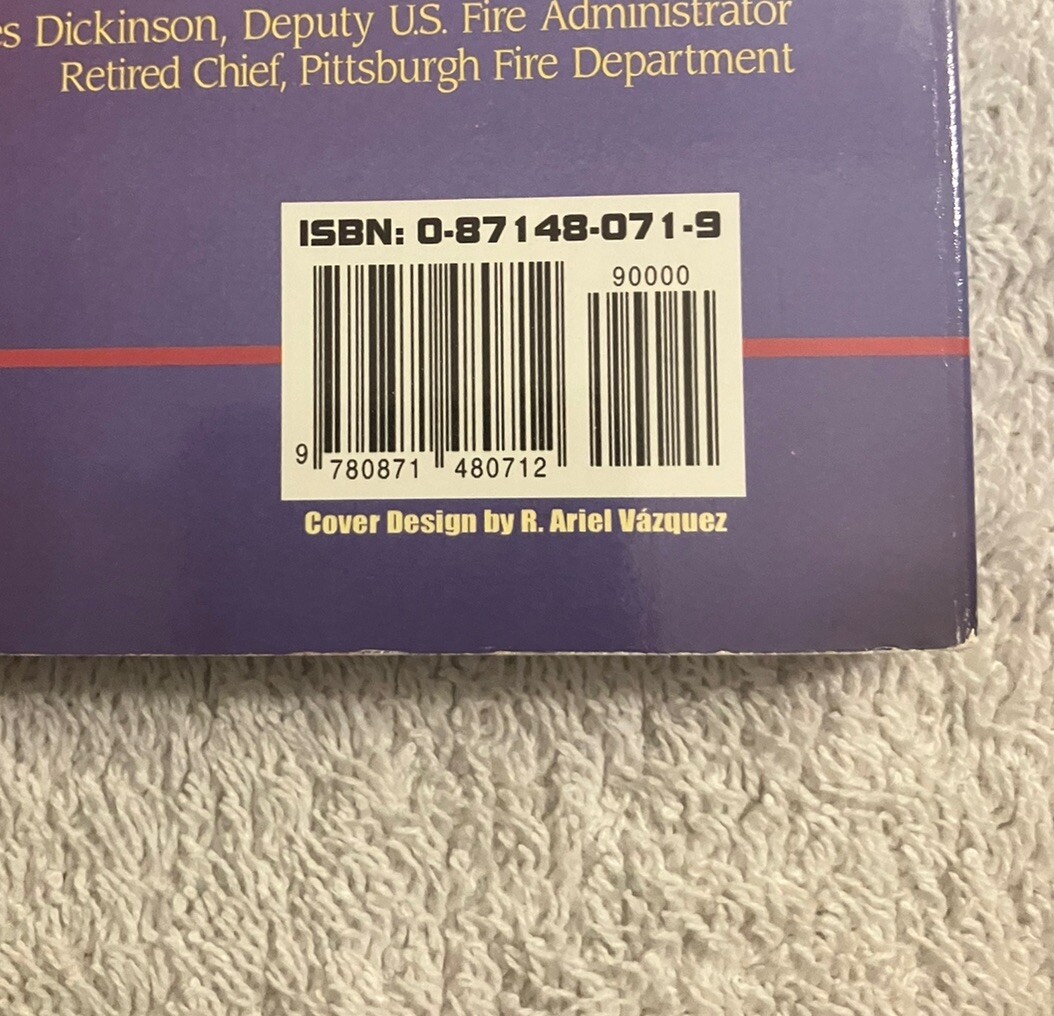 Dickinson, Deputy U.S. Fire Administrator
Retired Chief, Pittsburgh Fire Department
ISBN: 0-87148-071-9
90000
9 780871 480712
Cover Design by R. Ariel Vázquez